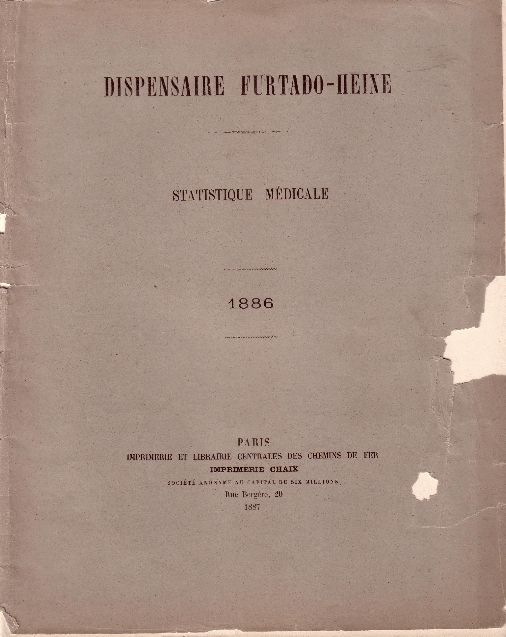 DISPENSAIRE FURTADO-HEINE
STATISTIQUE MÉDICALE
1886
PARIS
IMPRIMERIE ET LIBRAIRIE CENTRALES DES CHEMINS DE FER
IMPRIMERIE CHAIX
SOCIÉTÉ ANONYME AU CAPITAL DE SIX MILLIONS
Rue Bergère, 20
1887